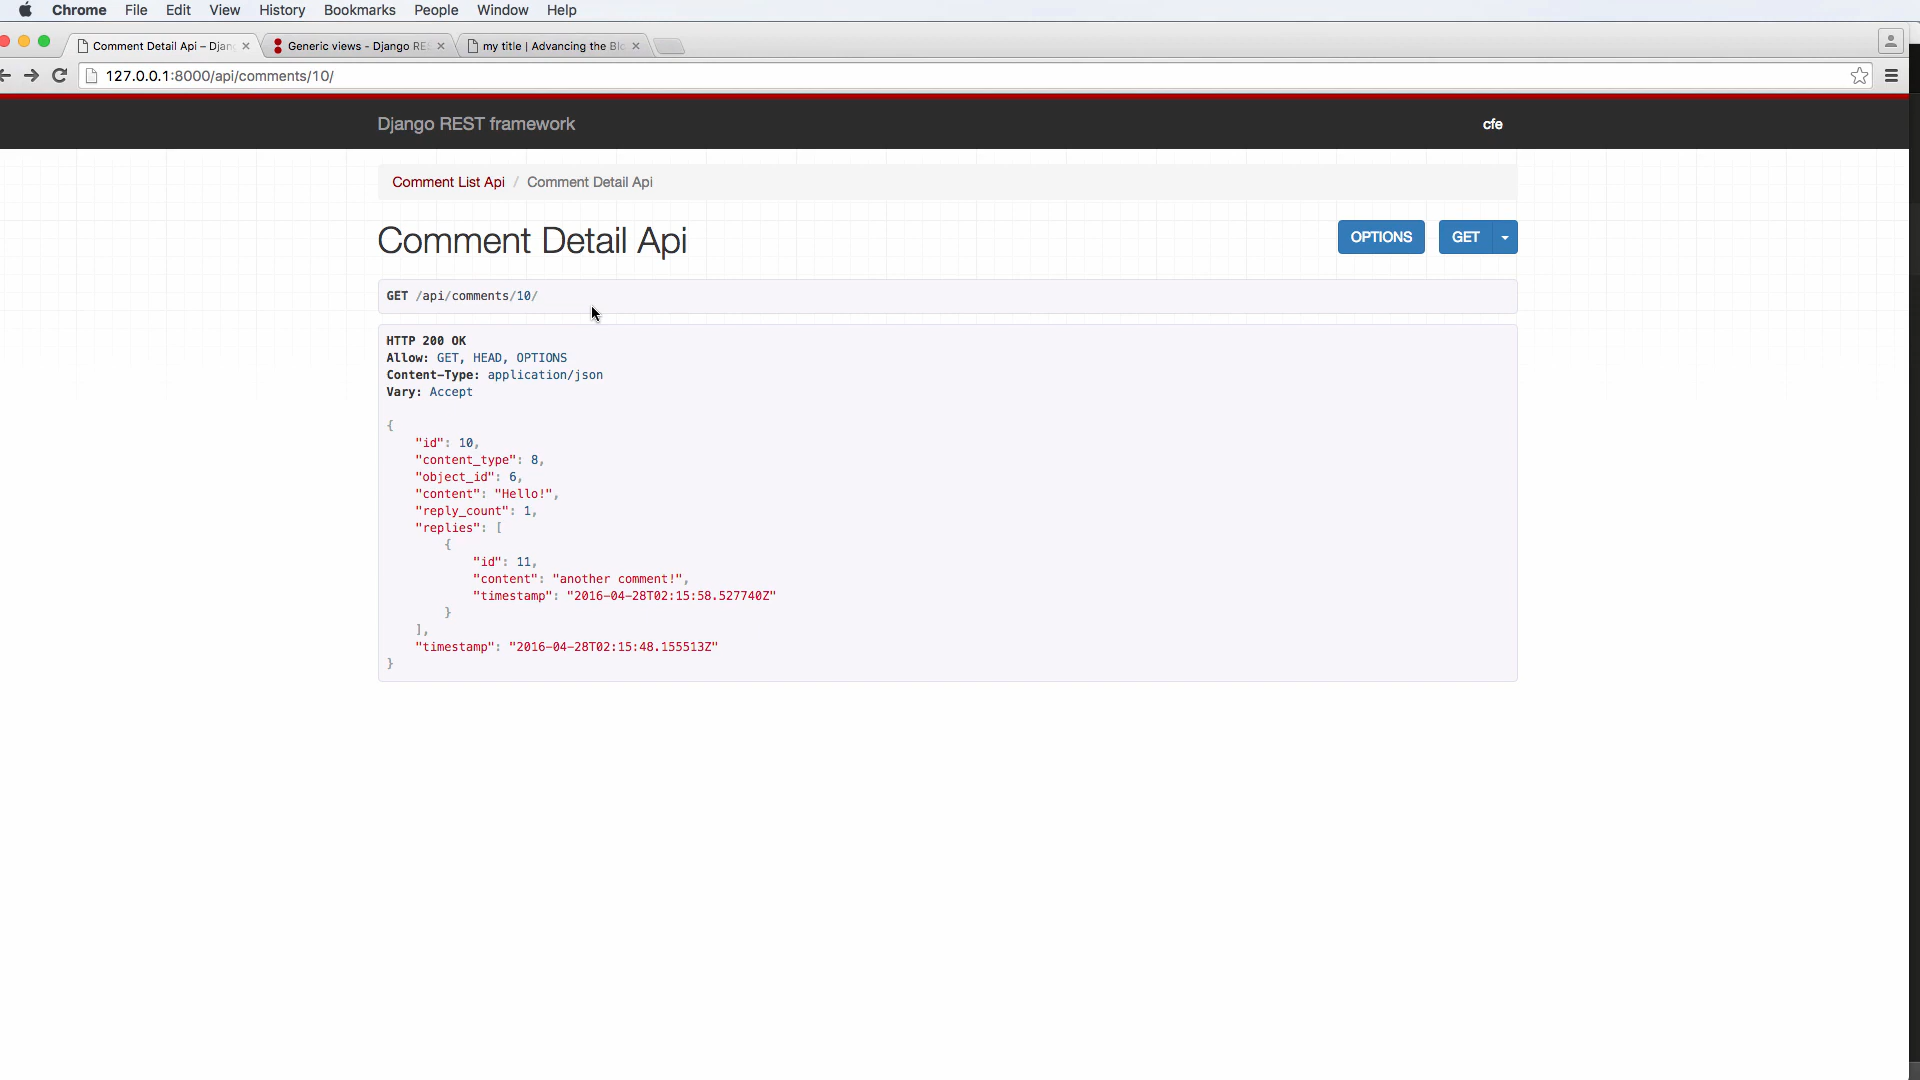 Chrome File Edit View History Bookmarks People Window Help
Comment Detail Api – Djan Generic views - Django RE my title | Advancing the Bl
127.0.0.1:8000/api/comments/10/
Django REST framework cfe
Comment List Api / Comment Detail Api
Comment Detail Api OPTIONS GET
GET /api/comments/10/
HTTP 200 OK
Allow: GET, HEAD, OPTIONS
Content-Type: application/json
Vary: Accept
{
"id": 10,
"content_type": 8,
"object_id": 6,
"content": "Hello!",
"reply_count": 1,
"replies": [
{
"id": 11,
"content": "another comment!",
"timestamp": "2016-04-28T02:15:58.527740Z"
}
],
"timestamp": "2016-04-28T02:15:48.155513Z"
}